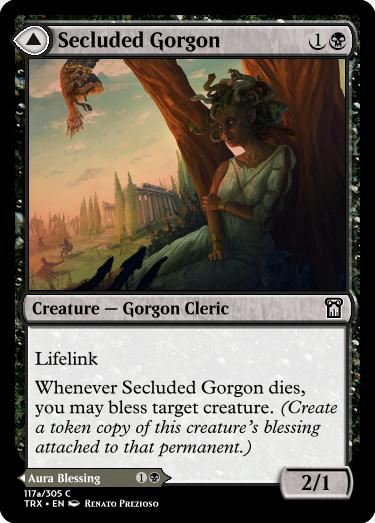 Secluded Gorgon 1
Creature — Gorgon Cleric
Lifelink
Whenever Secluded Gorgon dies,
you may bless target creature. (Create
a token copy of this creature's blessing
attached to that permanent.)
Aura Blessing 1
2/1
117a/305 C
TRX • EN RENATO PREZIOSO